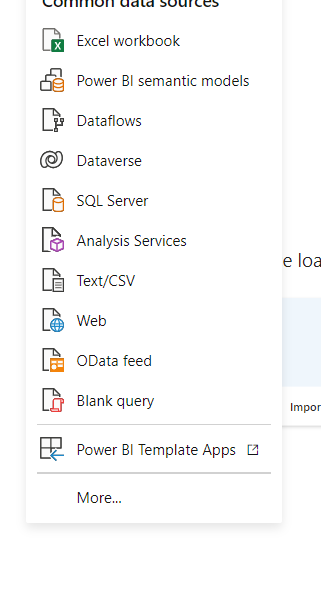 Common data sources
Excel workbook
Power BI semantic models
Dataflows
Dataverse
SQL Server
Analysis Services
Text/CSV
Web
OData feed
Blank query
Power BI Template Apps
More...
e loa
Impor